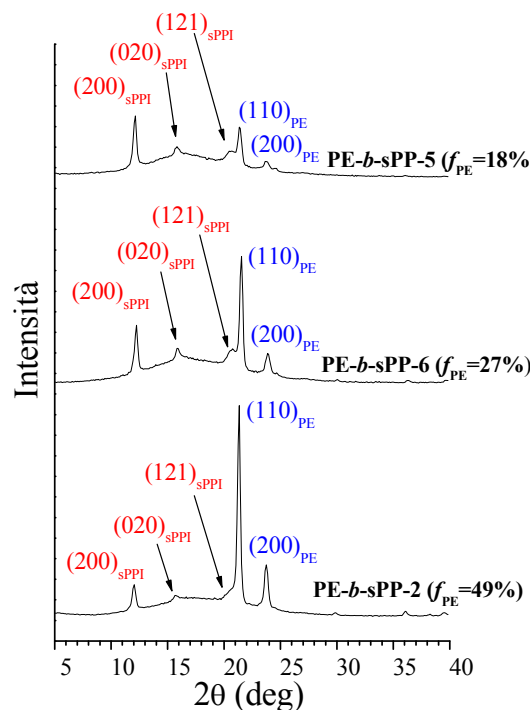 (121)sPPI
(020)sPPI
(200)sPPI
(110)PE
(200)PE
PE-b-sPP-5 (fPE=18%
(121)sPPI
(020)sPPI
(200)sPPI
(110)PE
(200)PE
PE-b-sPP-6 (fPE=27%)
(110)PE
(121)sPPI
(020)sPPI
(200)sPPI
(200)PE
PE-b-sPP-2 (fPE=49%)
Intensità
5 10 15 20 25 30 35 40
2θ (deg)